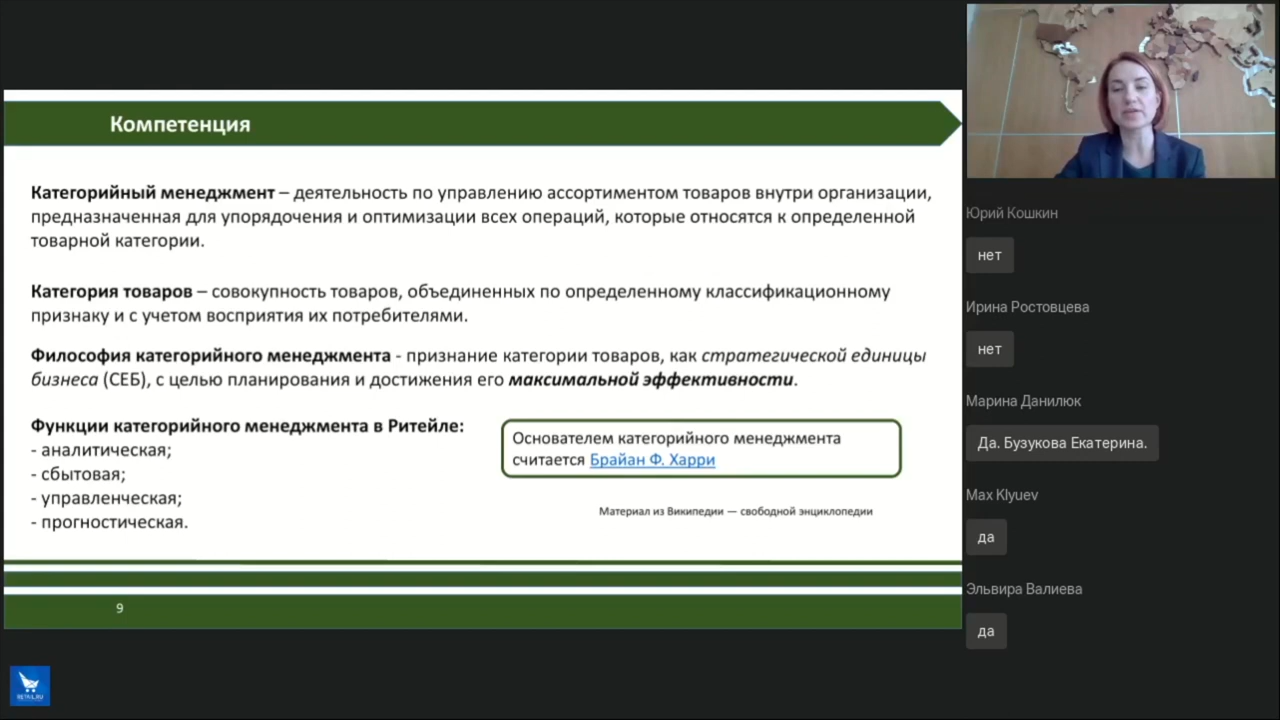 Компетенция
Категорийный менеджмент – деятельность по управлению ассортиментом товаров внутри организации,
предназначенная для упорядочения и оптимизации всех операций, которые относятся к определенной
товарной категории.
Категория товаров – совокупность товаров, объединенных по определенному классификационному
признаку и с учетом восприятия их потребителями.
Философия категорийного менеджмента - признание категории товаров, как стратегической единицы
бизнеса (СЕБ), с целью планирования и достижения его максимальной эффективности.
Функции категорийного менеджмента в Ритейле:
- аналитическая;
- сбытовая;
- управленческая;
- прогностическая.
Основателем категорийного менеджмента
считается Брайан Ф. Харри
Материал из Википедии — свободной энциклопедии
9
RETAIL.RU
Юрий Кошкин
нет
Ирина Ростовцева
нет
Марина Данилюк
Да. Бузукова Екатерина.
Max Klyuev
да
Эльвира Валиева
да